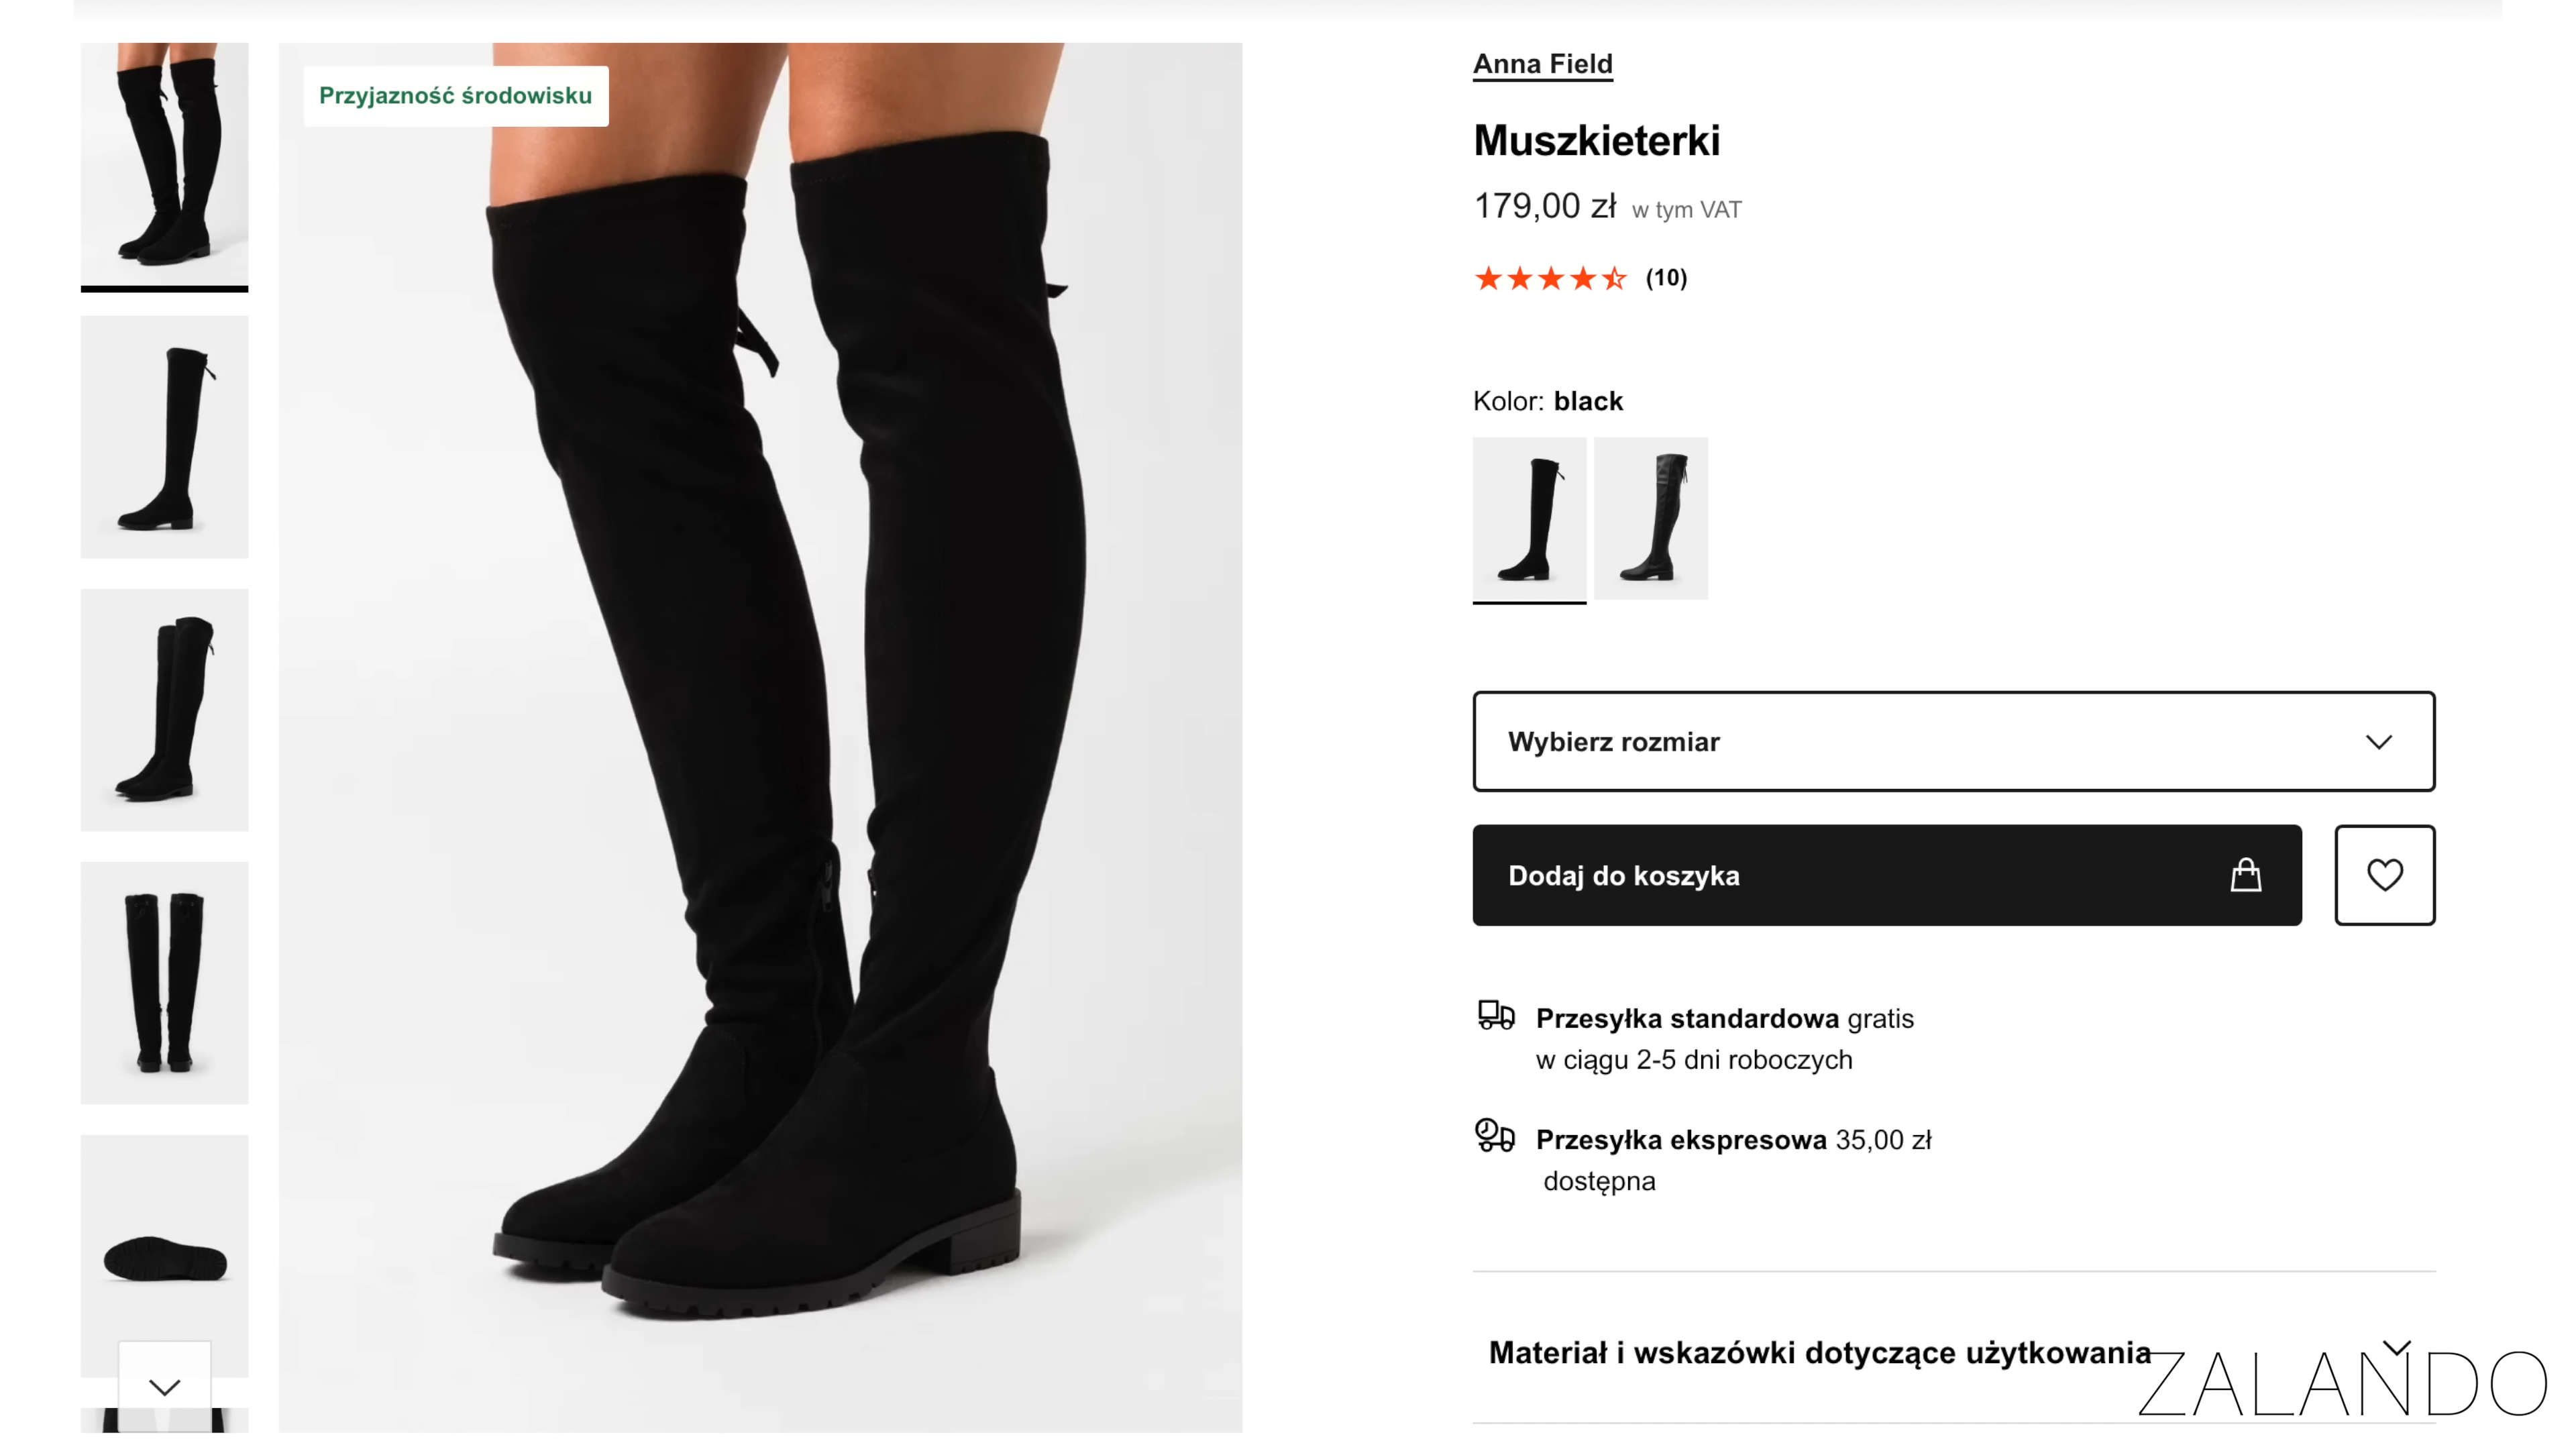 Przyjazność środowisku
Anna Field
Muszkieterki
179,00 zł w tym VAT
(10)
Kolor: black
Wybierz rozmiar
Dodaj do koszyka
Przesyłka standardowa gratis
w ciągu 2-5 dni roboczych
Przesyłka ekspresowa 35,00 zł
dostępna
Materiał i wskazówki dotyczące użytkowania
ZALANDO